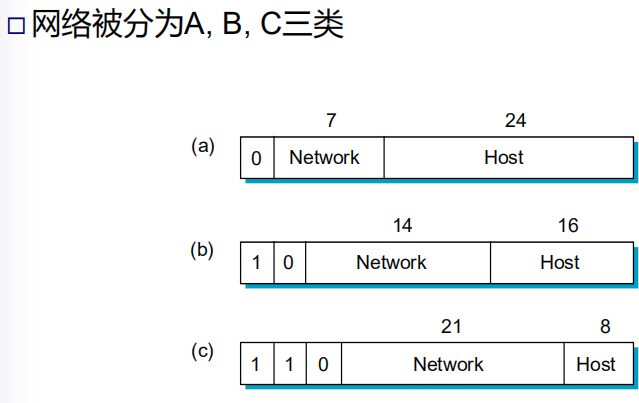 网络被分为A, B, C三类
7 24
(a) 0 Network Host
14 16
(b) 1 0 Network Host
21 8
(c) 1 1 0 Network Host